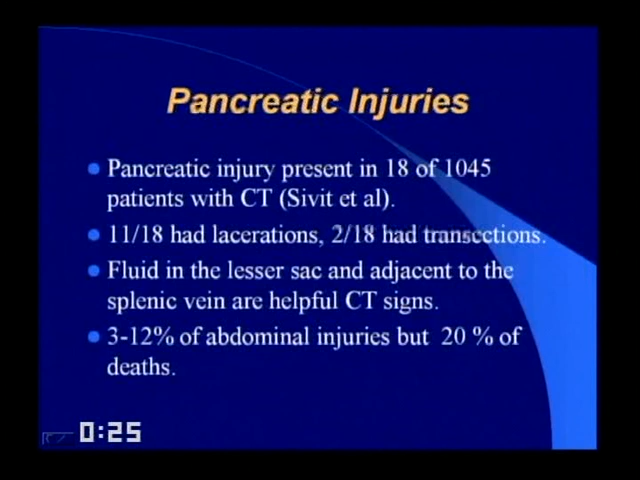 Pancreatic Injuries
Pancreatic injury present in 18 of 1045
patients with CT (Sivit et al).
11/18 had lacerations, 2/18 had transections.
Fluid in the lesser sac and adjacent to the
splenic vein are helpful CT signs.
3-12% of abdominal injuries but 20 % of
deaths.
0:25